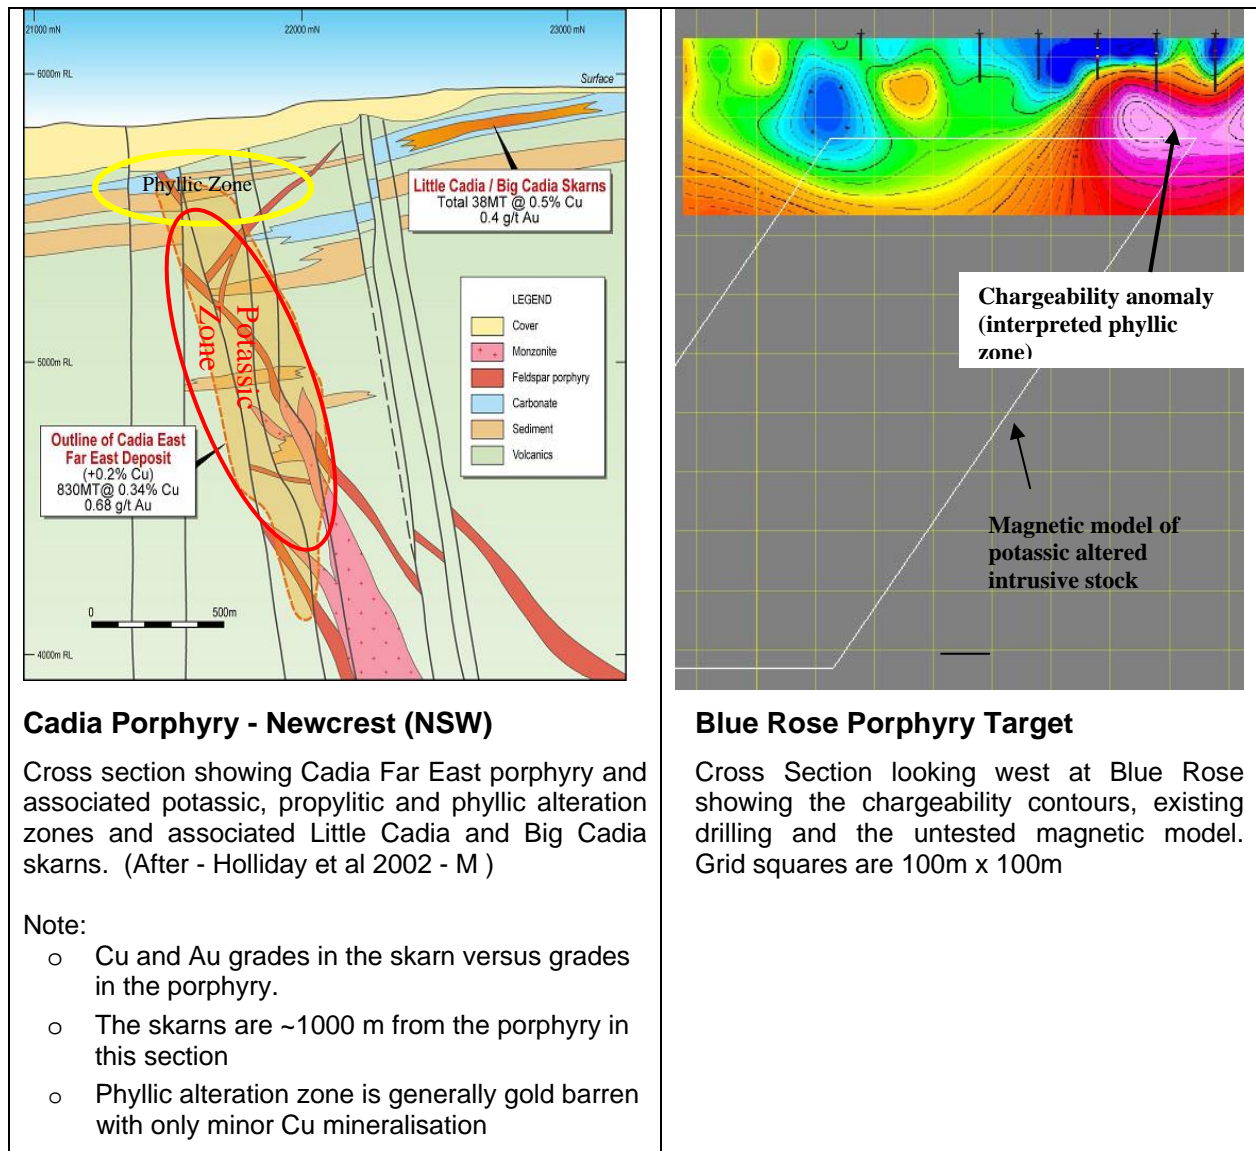 21000 mN
22000 mN
23000 mN
6000m RL
Surface
Phyllic Zone
Little Cadia / Big Cadia Skarns
Total 38MT @ 0.5% Cu
0.4 g/t Au
LEGEND
Cover
Monzonite
Feldspar porphyry
Carbonate
Sediment
Volcanics
Potassic
Zone
5000m RL
Outline of Cadia East
Far East Deposit
(+0.2% Cu)
830MT@ 0.34% Cu
0.68 g/t Au
0
500m
4000m RL
Cadia Porphyry - Newcrest (NSW)
Cross section showing Cadia Far East porphyry and
associated potassic, propylitic and phyllic alteration
zones and associated Little Cadia and Big Cadia
skarns. (After - Holliday et al 2002 - M )
Note:
o Cu and Au grades in the skarn versus grades
in the porphyry.
o The skarns are ~1000 m from the porphyry in
this section
o Phyllic alteration zone is generally gold barren
with only minor Cu mineralisation
Chargeability anomaly
(interpreted phyllic
zone)
Magnetic model of
potassic altered
intrusive stock
Blue Rose Porphyry Target
Cross Section looking west at Blue Rose
showing the chargeability contours, existing
drilling and the untested magnetic model.
Grid squares are 100m x 100m